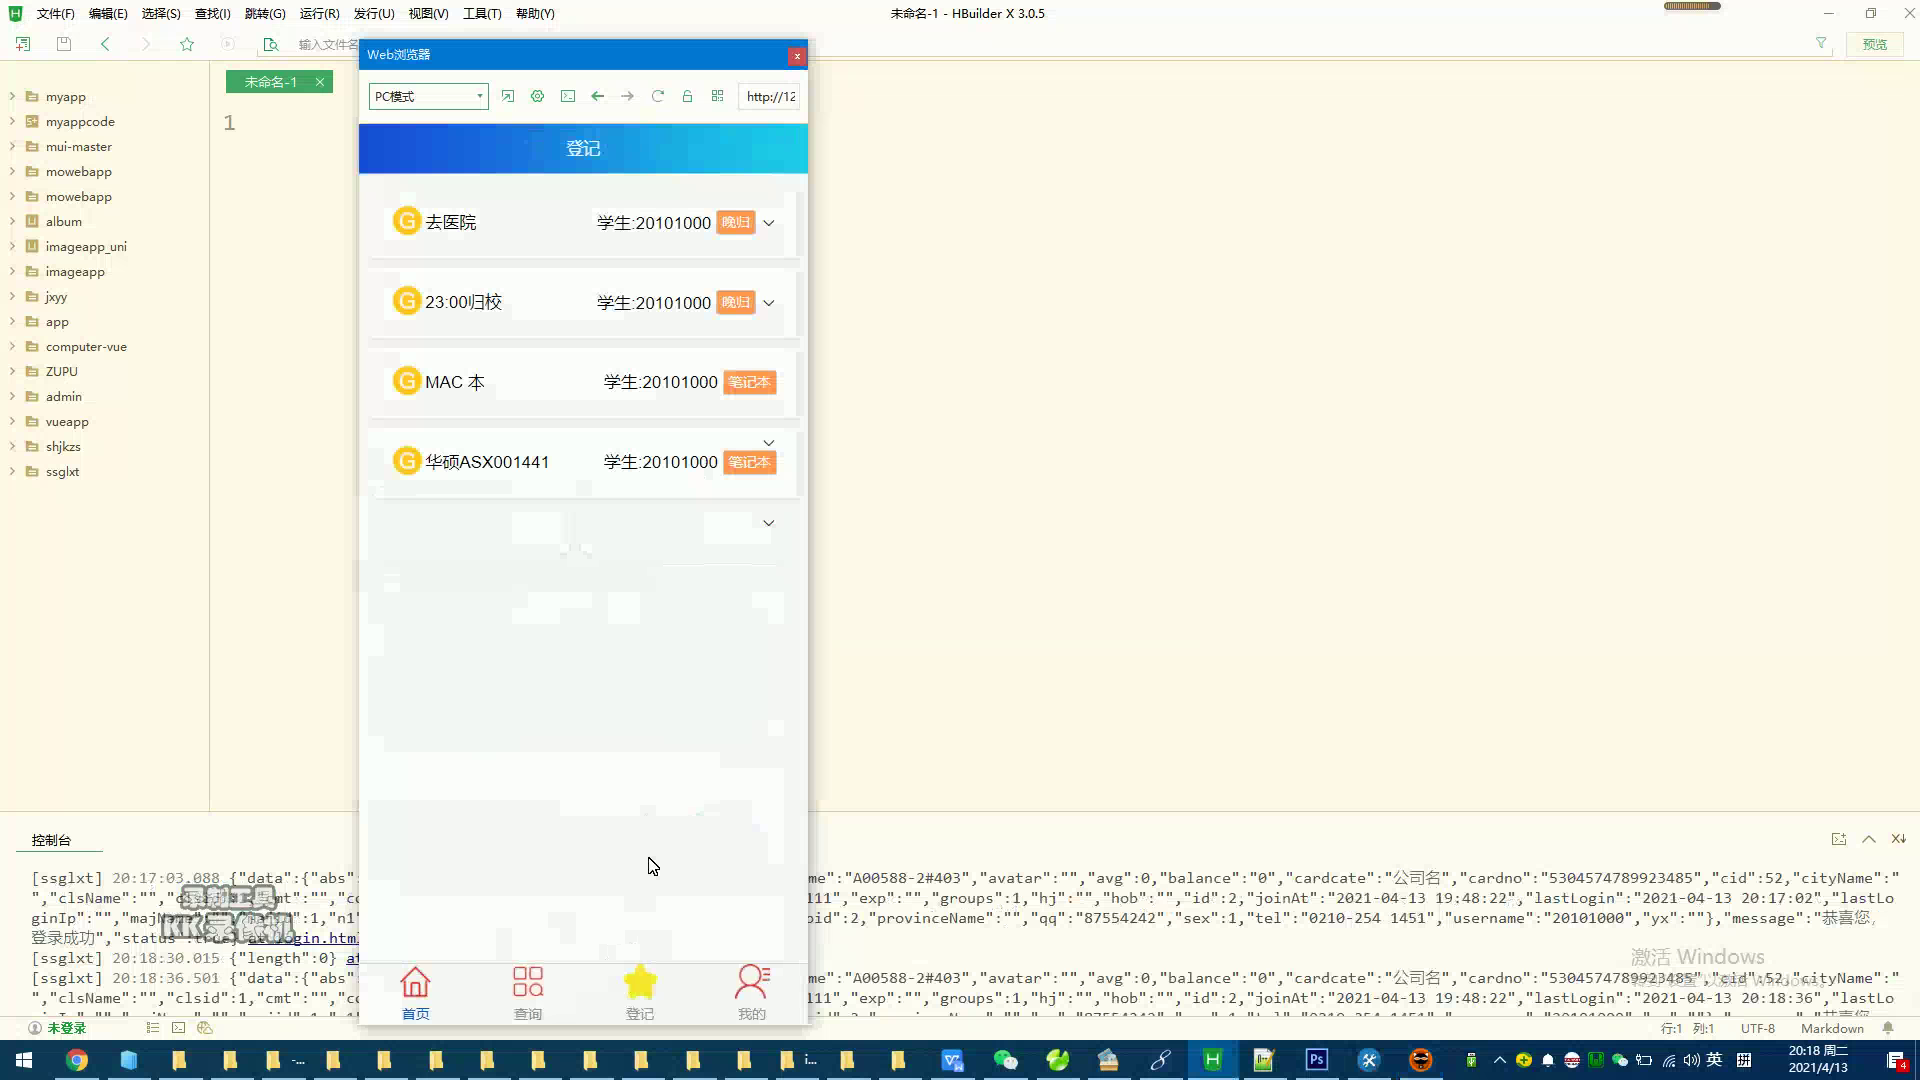 文件(F) 编辑(E) 选择(S) 查找(I) 跳转(G) 运行(R) 发行(U) 视图(V) 工具(T) 帮助(Y)
未命名-1 - HBuilder X 3.0.5
输入文件名
预览
myapp
myappcode
mui-master
mowebapp
mowebapp
album
imageapp_uni
imageapp
jxyy
app
computer-vue
ZUPU
admin
vueapp
shjkzs
ssglxt
未命名-1
1
Web浏览器
PC模式
http://12
登记
G 去医院 学生:20101000 晚归
G 23:00归校 学生:20101000 晚归
G MAC 本 学生:20101000 笔记本
G 华硕ASX001441 学生:20101000 笔记本
首页 查询 登记 我的
控制台
[ssglxt] 20:17:03.088 {"data":{"abs" me":"A00588-2#403","avatar":"","avg":0,"balance":"0","cardcate":"公司名","cardno":"5304574789923485","cid":52,"cityName":"
","clsName":"", 111","exp":"","groups":1,"hj":"","hob":"","id":2,"joinAt":"2021-04-13 19:48:22","lastLogin":"2021-04-13 20:17:02","lastLo
ginIp":"", "n1" "provinceName":"","qq":"87554242","sex":1,"tel":"0210-254 1451","username":"20101000","yx":""},"message":"恭喜您,
登录成功","status":true} at login.html
[ssglxt] 20:18:30.015 {"length":0} at
[ssglxt] 20:18:36.501 {"data":{"abs" me":"A00588-2#403","avatar":"","avg":0,"balance":"0","cardcate":"公司名","cardno":"5304574789923485","cid":52,"cityName":"
","clsName":"","clsid":1,"cmt":"","co 111","exp":"","groups":1,"hj":"","hob":"","id":2,"joinAt":"2021-04-13 19:48:22","lastLogin":"2021-04-13 20:18:36","lastLo
录制工具
KK录像机
激活 Windows
未登录
行:1 列:1 UTF-8 Markdown
英
20:18 周二
2021/4/13
4